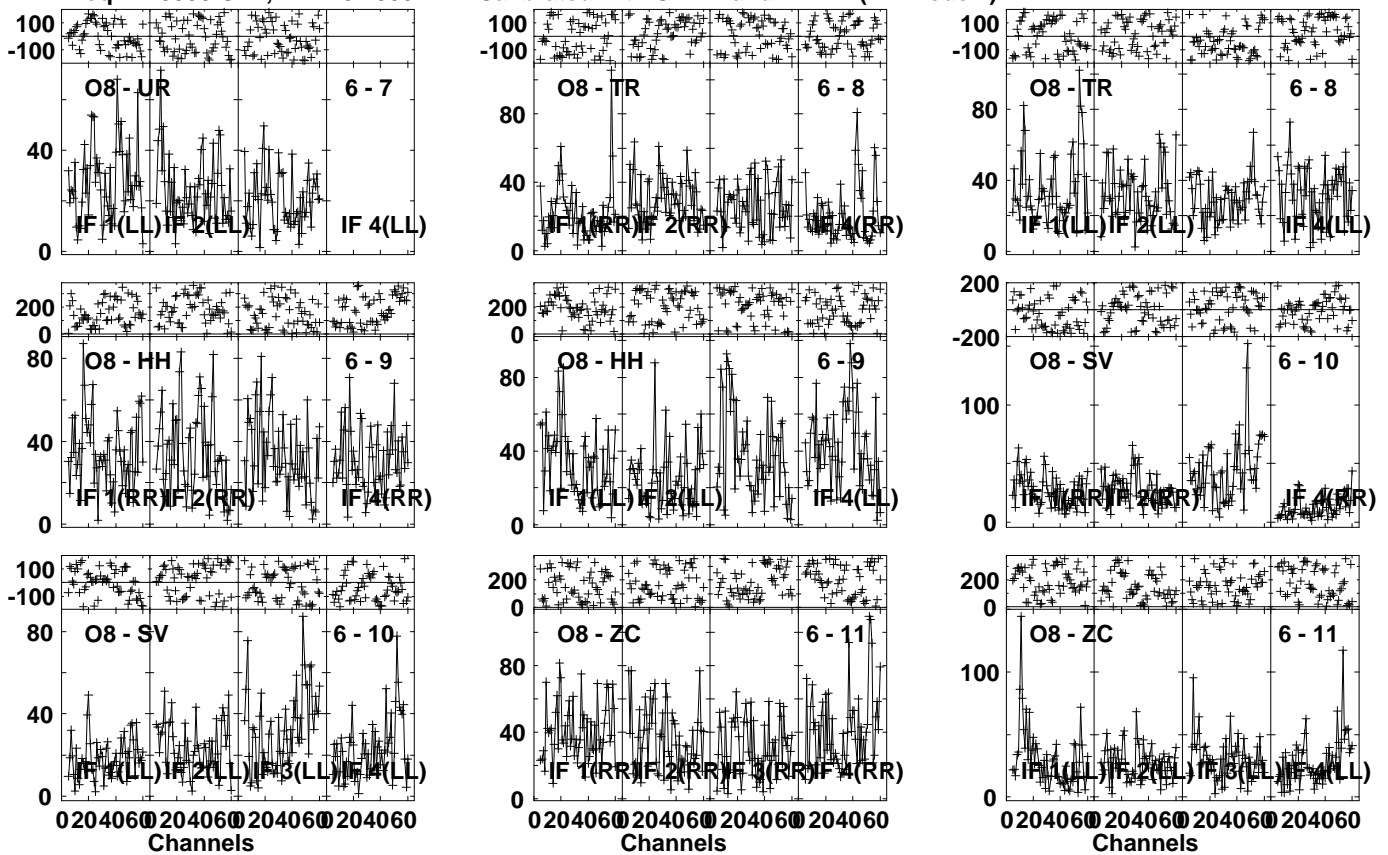 100
-100
O8 - UR 6 - 7
40
0
IF 1(LL) IF 2(LL) IF 4(LL)
100
-100
O8 - TR 6 - 8
80
40
0
IF 1(RR) IF 2(RR) IF 4(RR)
100
-100
O8 - TR 6 - 8
80
40
0
IF 1(LL) IF 2(LL) IF 4(LL)
200
0
O8 - HH 6 - 9
80
40
0
IF 1(RR) IF 2(RR) IF 4(RR)
200
0
O8 - HH 6 - 9
80
40
0
IF 1(LL) IF 2(LL) IF 4(LL)
200
-200
O8 - SV 6 - 10
100
0
IF 1(RR) IF 2(RR) IF 4(RR)
100
-100
O8 - SV 6 - 10
80
40
0
IF 1(LL) IF 2(LL) IF 3(LL) IF 4(LL)
0 20 40 60 0 20 40 60 0 20 40 60 0 20 40 60
Channels
200
0
O8 - ZC 6 - 11
80
40
0
IF 1(RR) IF 2(RR) IF 3(RR) IF 4(RR)
0 20 40 60 0 20 40 60 0 20 40 60 0 20 40 60
Channels
200
0
O8 - ZC 6 - 11
100
0
IF 1(LL) IF 2(LL) IF 3(LL) IF 4(LL)
0 20 40 60 0 20 40 60 0 20 40 60 0 20 40 60
Channels